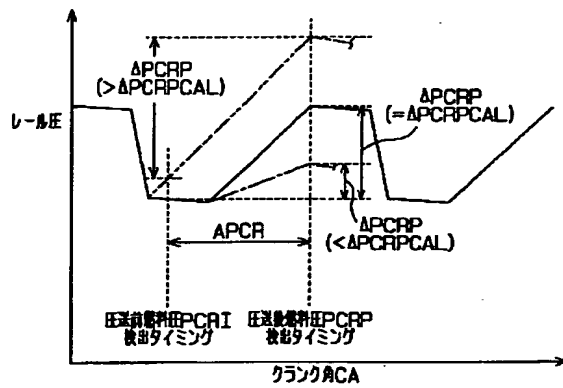 レール圧
ΔPCRP
(>ΔPCRPCAL)
ΔPCRP
(=ΔPCRPCAL)
ΔPCRP
(<ΔPCRPCAL)
APCR
圧送前燃料圧PCRI
検出タイミング
圧送後燃料圧PCRP
検出タイミング
クランク角CA